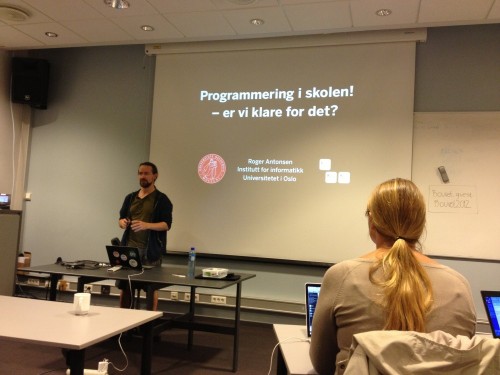 Programmering i skolen!
– er vi klare for det?
Roger Antonsen
Institutt for informatikk
Universitetet i Oslo